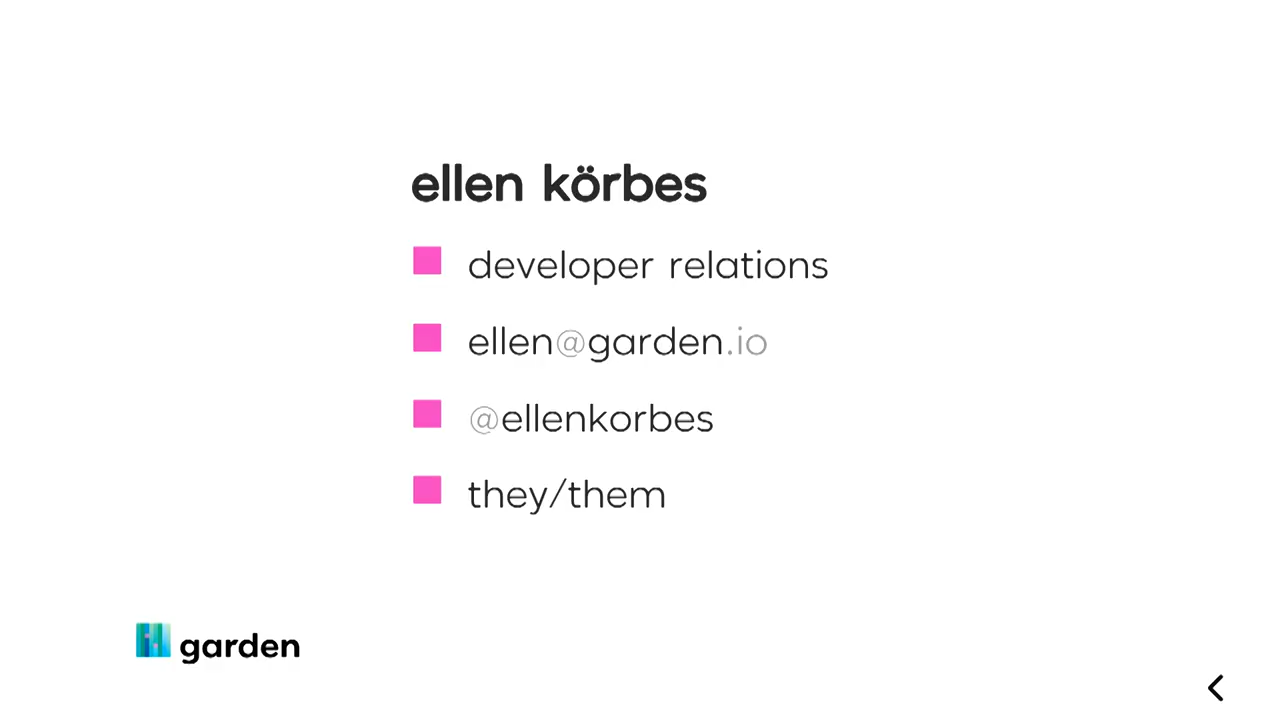 ellen körbes
developer relations
ellen@garden.io
@ellenkorbes
they/them
garden